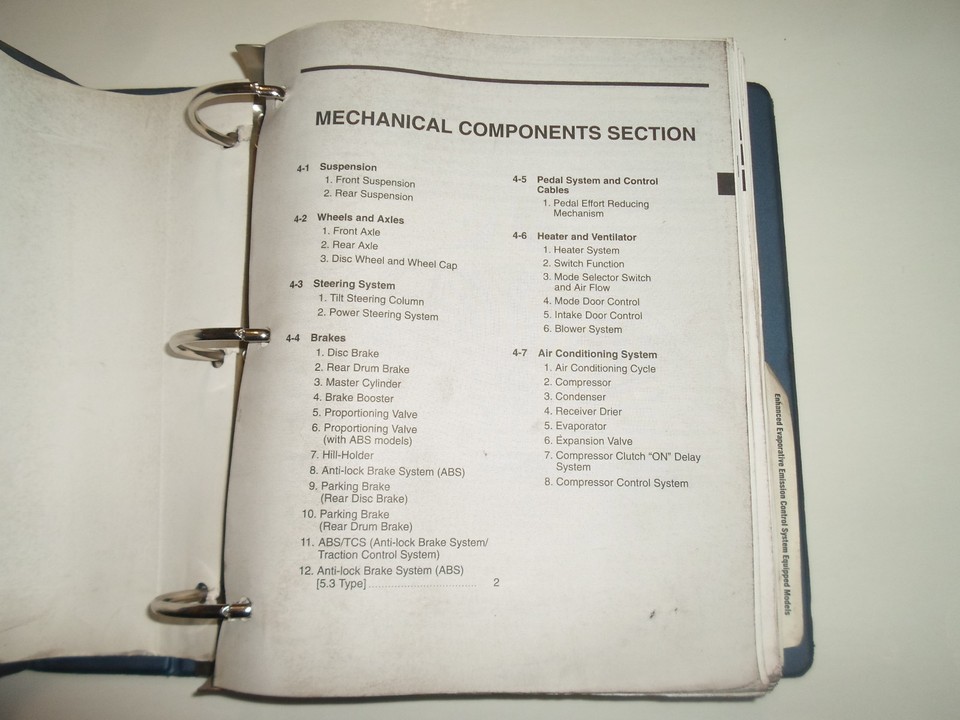 MECHANICAL COMPONENTS SECTION
4-1 Suspension
1. Front Suspension
2. Rear Suspension
4-2 Wheels and Axles
1. Front Axle
2. Rear Axle
3. Disc Wheel and Wheel Cap
4-3 Steering System
1. Tilt Steering Column
2. Power Steering System
4-4 Brakes
1. Disc Brake
2. Rear Drum Brake
3. Master Cylinder
4. Brake Booster
5. Proportioning Valve
6. Proportioning Valve
(with ABS models)
7. Hill-Holder
8. Anti-lock Brake System (ABS)
9. Parking Brake
(Rear Disc Brake)
10. Parking Brake
(Rear Drum Brake)
11. ABS/TCS (Anti-lock Brake System/
Traction Control System)
12. Anti-lock Brake System (ABS)
[5.3 Type]................................... 2
4-5 Pedal System and Control
Cables
1. Pedal Effort Reducing
Mechanism
4-6 Heater and Ventilator
1. Heater System
2. Switch Function
3. Mode Selector Switch
and Air Flow
4. Mode Door Control
5. Intake Door Control
6. Blower System
4-7 Air Conditioning System
1. Air Conditioning Cycle
2. Compressor
3. Condenser
4. Receiver Drier
5. Evaporator
6. Expansion Valve
7. Compressor Clutch “ON” Delay
System
8. Compressor Control System
Enhanced Evaporative Emission Control System Equipped Models